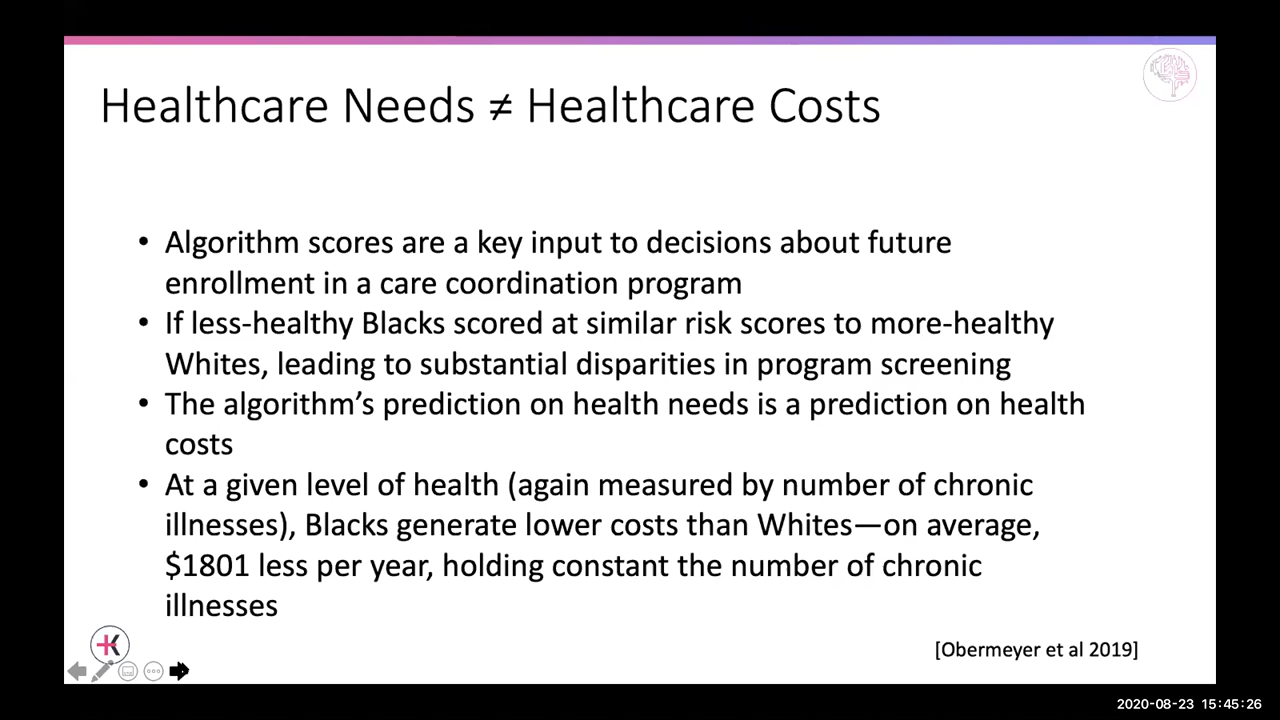 Healthcare Needs ≠ Healthcare Costs
• Algorithm scores are a key input to decisions about future
enrollment in a care coordination program
• If less-healthy Blacks scored at similar risk scores to more-healthy
Whites, leading to substantial disparities in program screening
• The algorithm’s prediction on health needs is a prediction on health
costs
• At a given level of health (again measured by number of chronic
illnesses), Blacks generate lower costs than Whites—on average,
$1801 less per year, holding constant the number of chronic
illnesses
K
[Obermeyer et al 2019]
2020-08-23 15:45:26